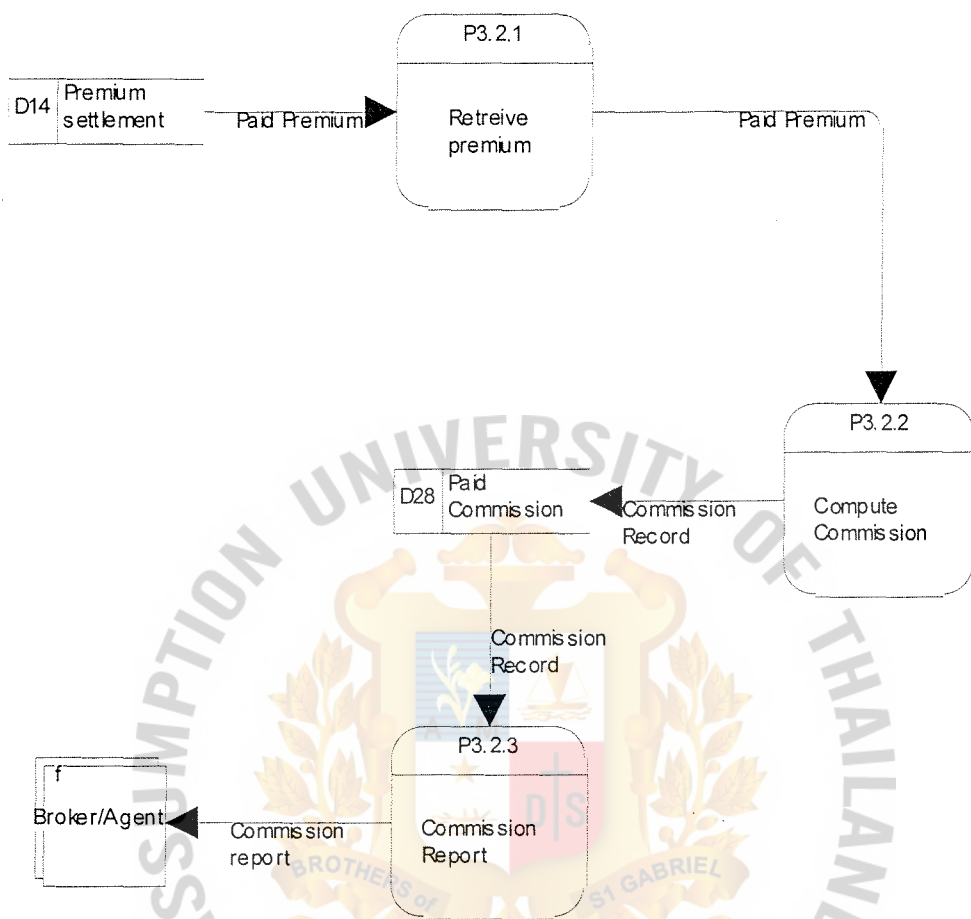 P3.2.1
D14
Premium
settlement
Paid Premium
Retreive
premium
Paid Premium
P3.2.2
D28
Paid
Commission
Commission
Record
Compute
Commission
Commission
Record
P3.2.3
f
Broker/Agent
Commission
report
Commission
Report
ASSUMPTION UNIVERSITY OF THAILAN
A M
D S
BROTHERS of S1 GABRIEL